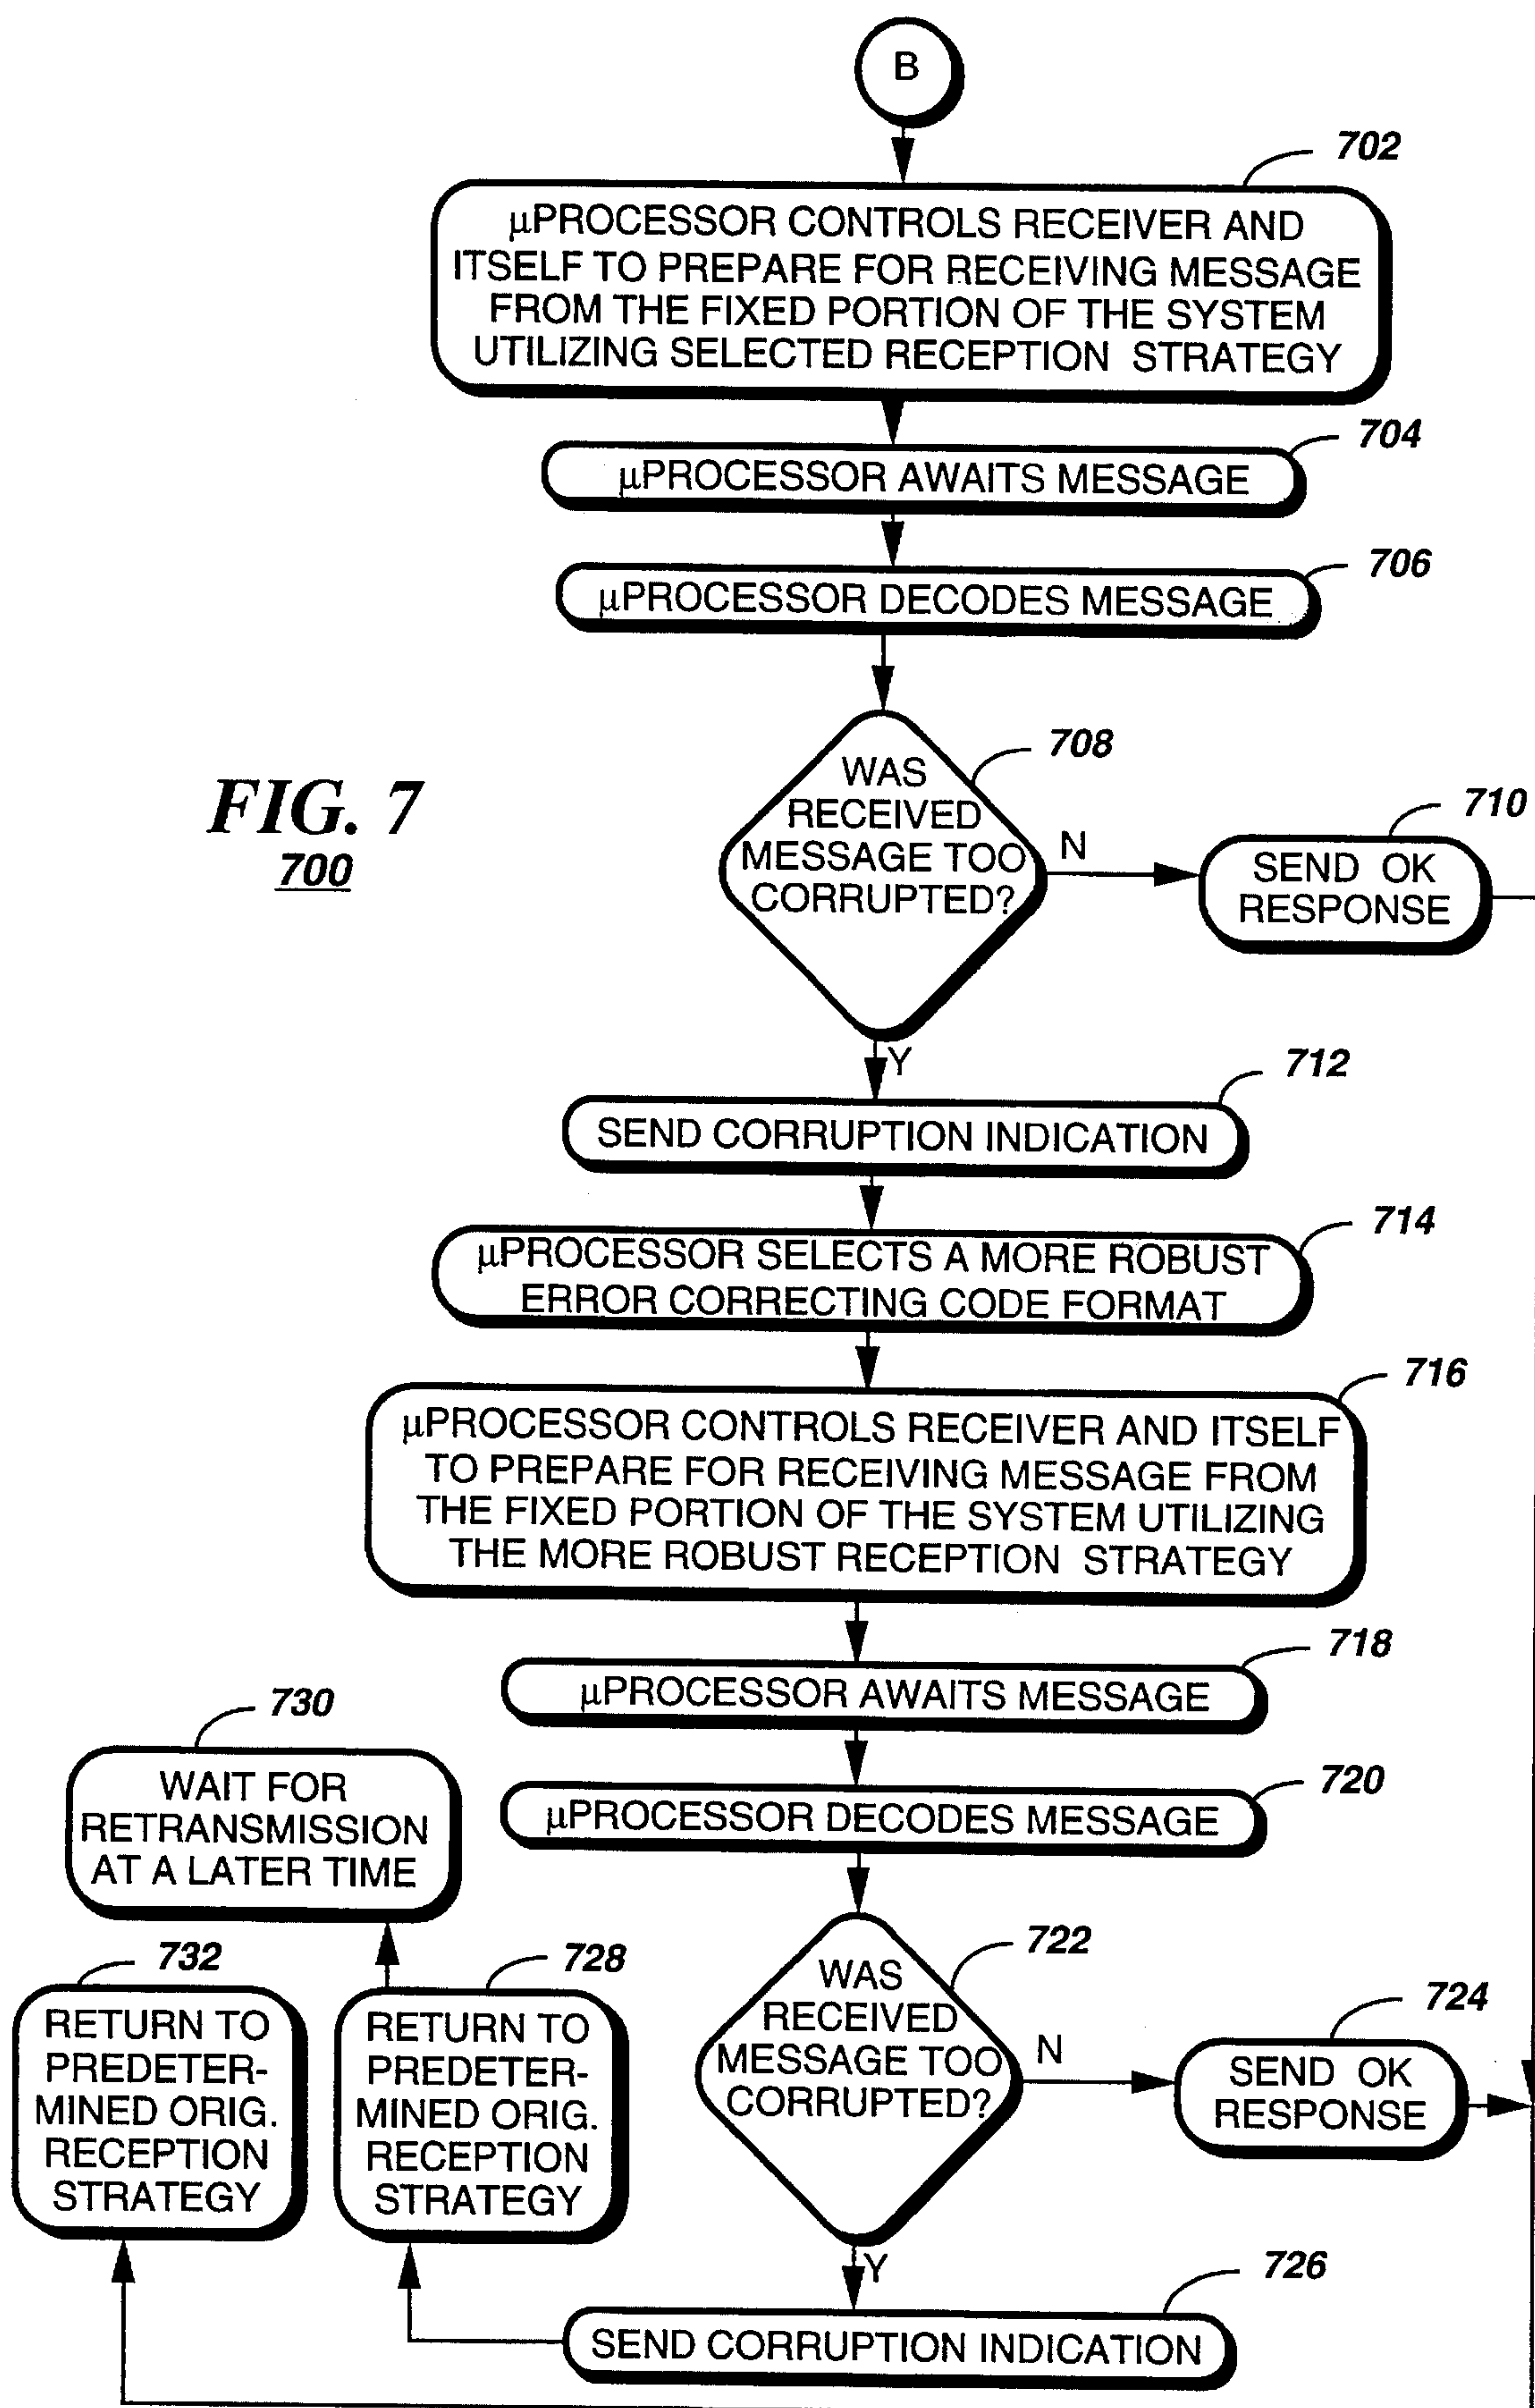 B
702
µPROCESSOR CONTROLS RECEIVER AND
ITSELF TO PREPARE FOR RECEIVING MESSAGE
FROM THE FIXED PORTION OF THE SYSTEM
UTILIZING SELECTED RECEPTION STRATEGY
704
µPROCESSOR AWAITS MESSAGE
706
µPROCESSOR DECODES MESSAGE
FIG. 7
700
708
WAS
RECEIVED
MESSAGE TOO
CORRUPTED?
N
710
SEND OK
RESPONSE
Y
712
SEND CORRUPTION INDICATION
714
µPROCESSOR SELECTS A MORE ROBUST
ERROR CORRECTING CODE FORMAT
716
µPROCESSOR CONTROLS RECEIVER AND ITSELF
TO PREPARE FOR RECEIVING MESSAGE FROM
THE FIXED PORTION OF THE SYSTEM UTILIZING
THE MORE ROBUST RECEPTION STRATEGY
718
µPROCESSOR AWAITS MESSAGE
720
µPROCESSOR DECODES MESSAGE
722
WAS
RECEIVED
MESSAGE TOO
CORRUPTED?
N
724
SEND OK
RESPONSE
Y
726
SEND CORRUPTION INDICATION
728
RETURN TO
PREDETER-
MINED ORIG.
RECEPTION
STRATEGY
730
WAIT FOR
RETRANSMISSION
AT A LATER TIME
732
RETURN TO
PREDETER-
MINED ORIG.
RECEPTION
STRATEGY